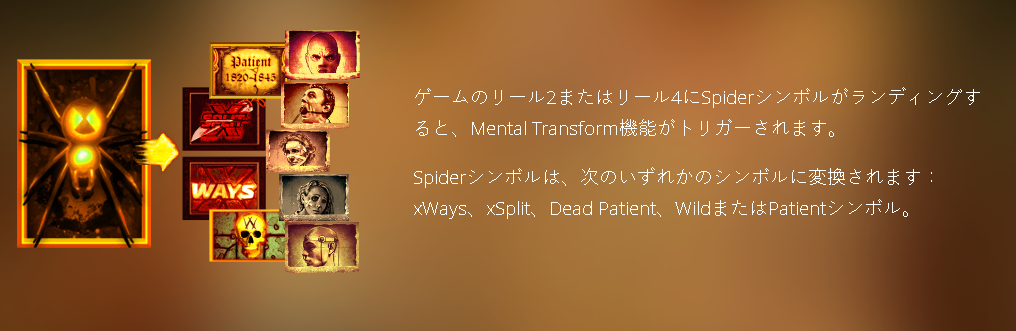 Patient
1820-1845
WAYS
W
ゲームのリール2またはリール4にSpiderシンボルがランディングす
ると、Mental Transform機能がトリガーされます。
Spiderシンボルは、次のいずれかのシンボルに変換されます：
xWays、xSplit、Dead Patient、WildまたはPatientシンボル。